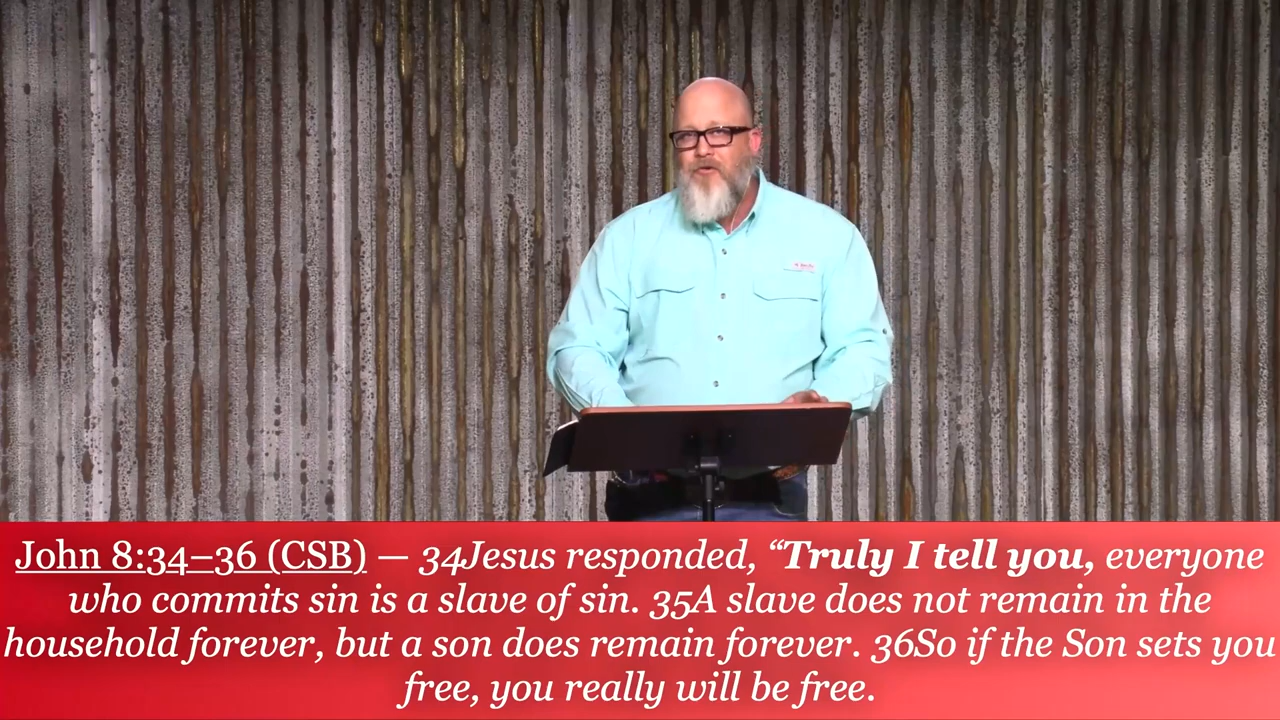 John 8:34–36 (CSB) — 34Jesus responded, “Truly I tell you, everyone
who commits sin is a slave of sin. 35A slave does not remain in the
household forever, but a son does remain forever. 36So if the Son sets you
free, you really will be free.